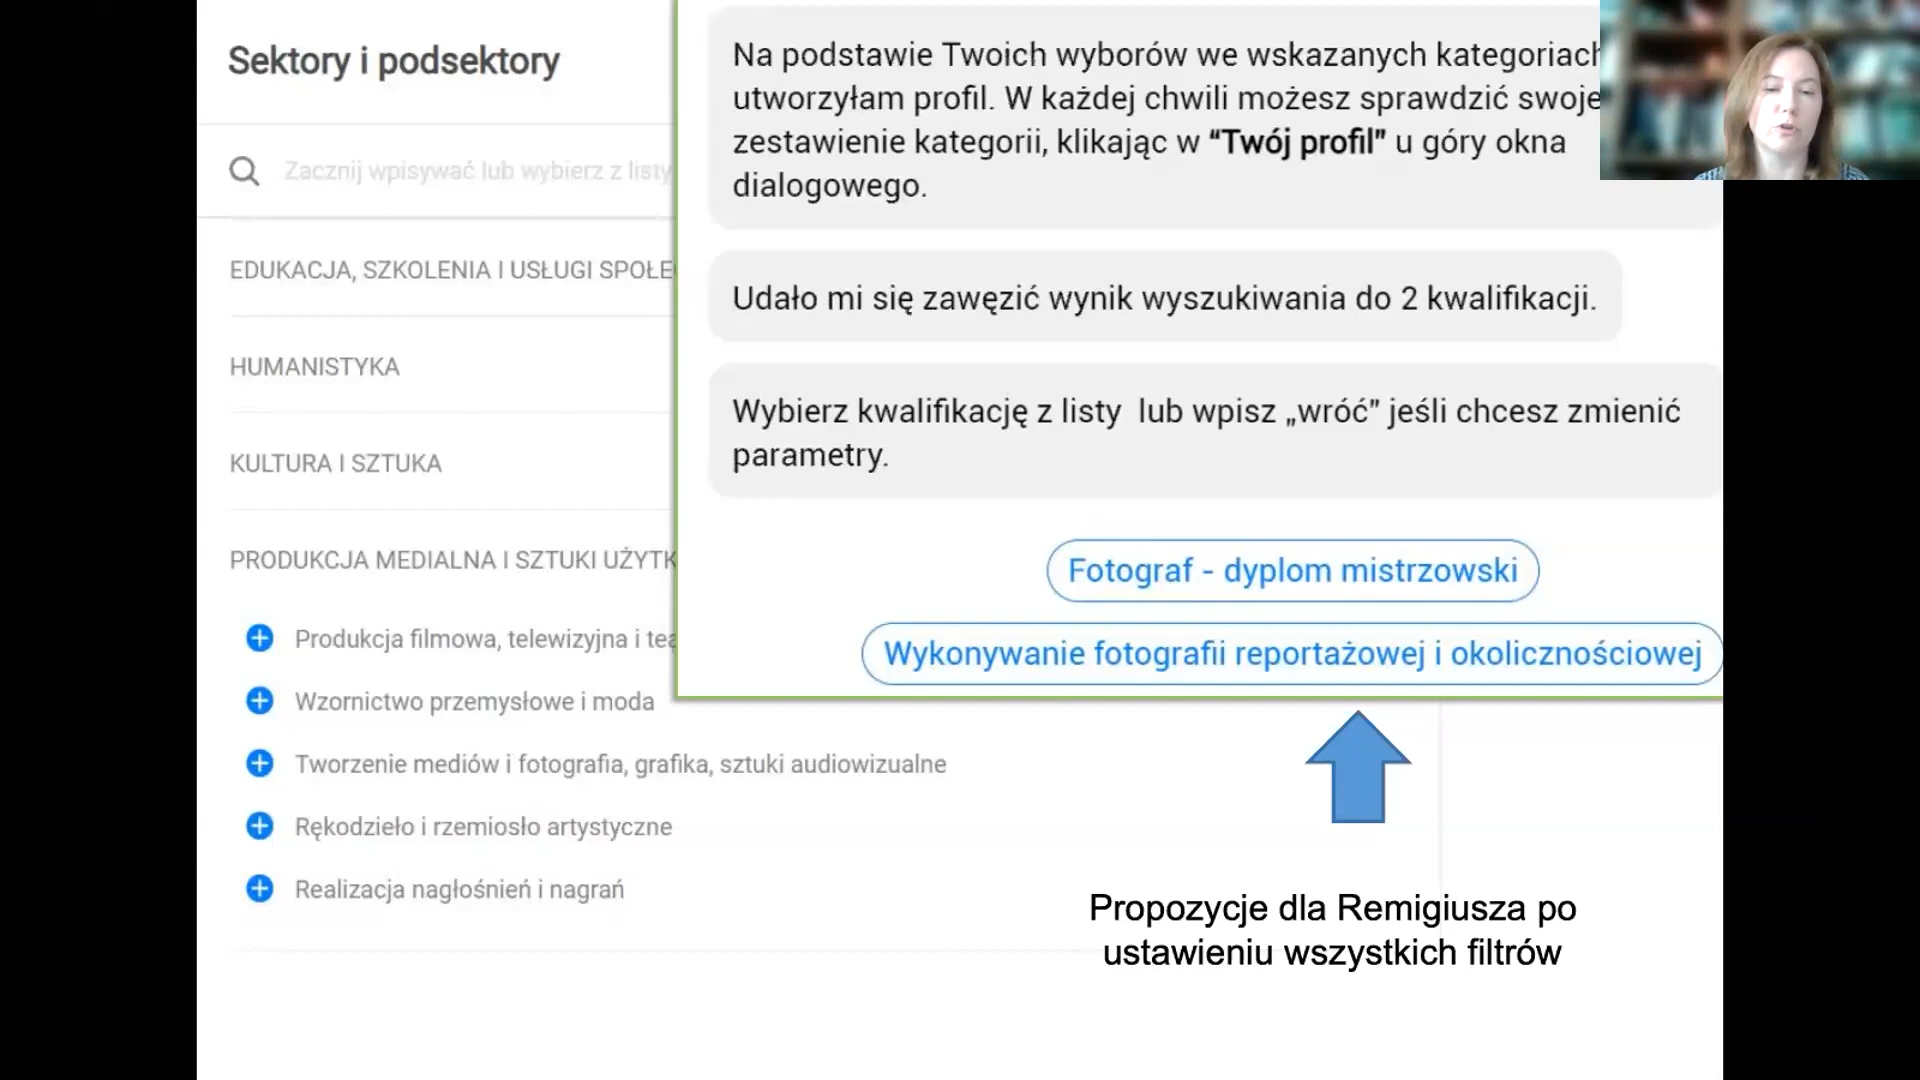 Sektory i podsektory
Zacznij wpisywać lub wybierz z listy
EDUKACJA, SZKOLENIA I USŁUGI
HUMANISTYKA
KULTURA I SZTUKA
PRODUKCJA MEDIALNA I SZTUKI
Produkcja filmowa, telewizyjna i
Wzornictwo przemysłowe i moda
Tworzenie mediów i fotografia, grafika, sztuki audiowizualne
Rękodzieło i rzemiosło artystyczne
Realizacja nagłośnień i nagrań
Na podstawie Twoich wyborów we wskazanych kategoriach
utworzyłam profil. W każdej chwili możesz sprawdzić swoje
zestawienie kategorii, klikając w “Twój profil” u góry okna
dialogowego.
Udało mi się zawęzić wynik wyszukiwania do 2 kwalifikacji.
Wybierz kwalifikację z listy lub wpisz „wróć” jeśli chcesz zmienić
parametry.
Fotograf - dyplom mistrzowski
Wykonywanie fotografii reportażowej i okolicznościowej
Propozycje dla Remigiusza po
ustawieniu wszystkich filtrów